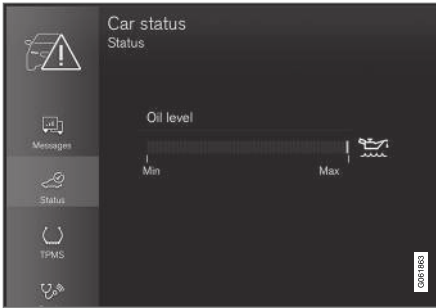 Car status
Status
Messages
Status
TPMS
Oil level
Min Max
G061863